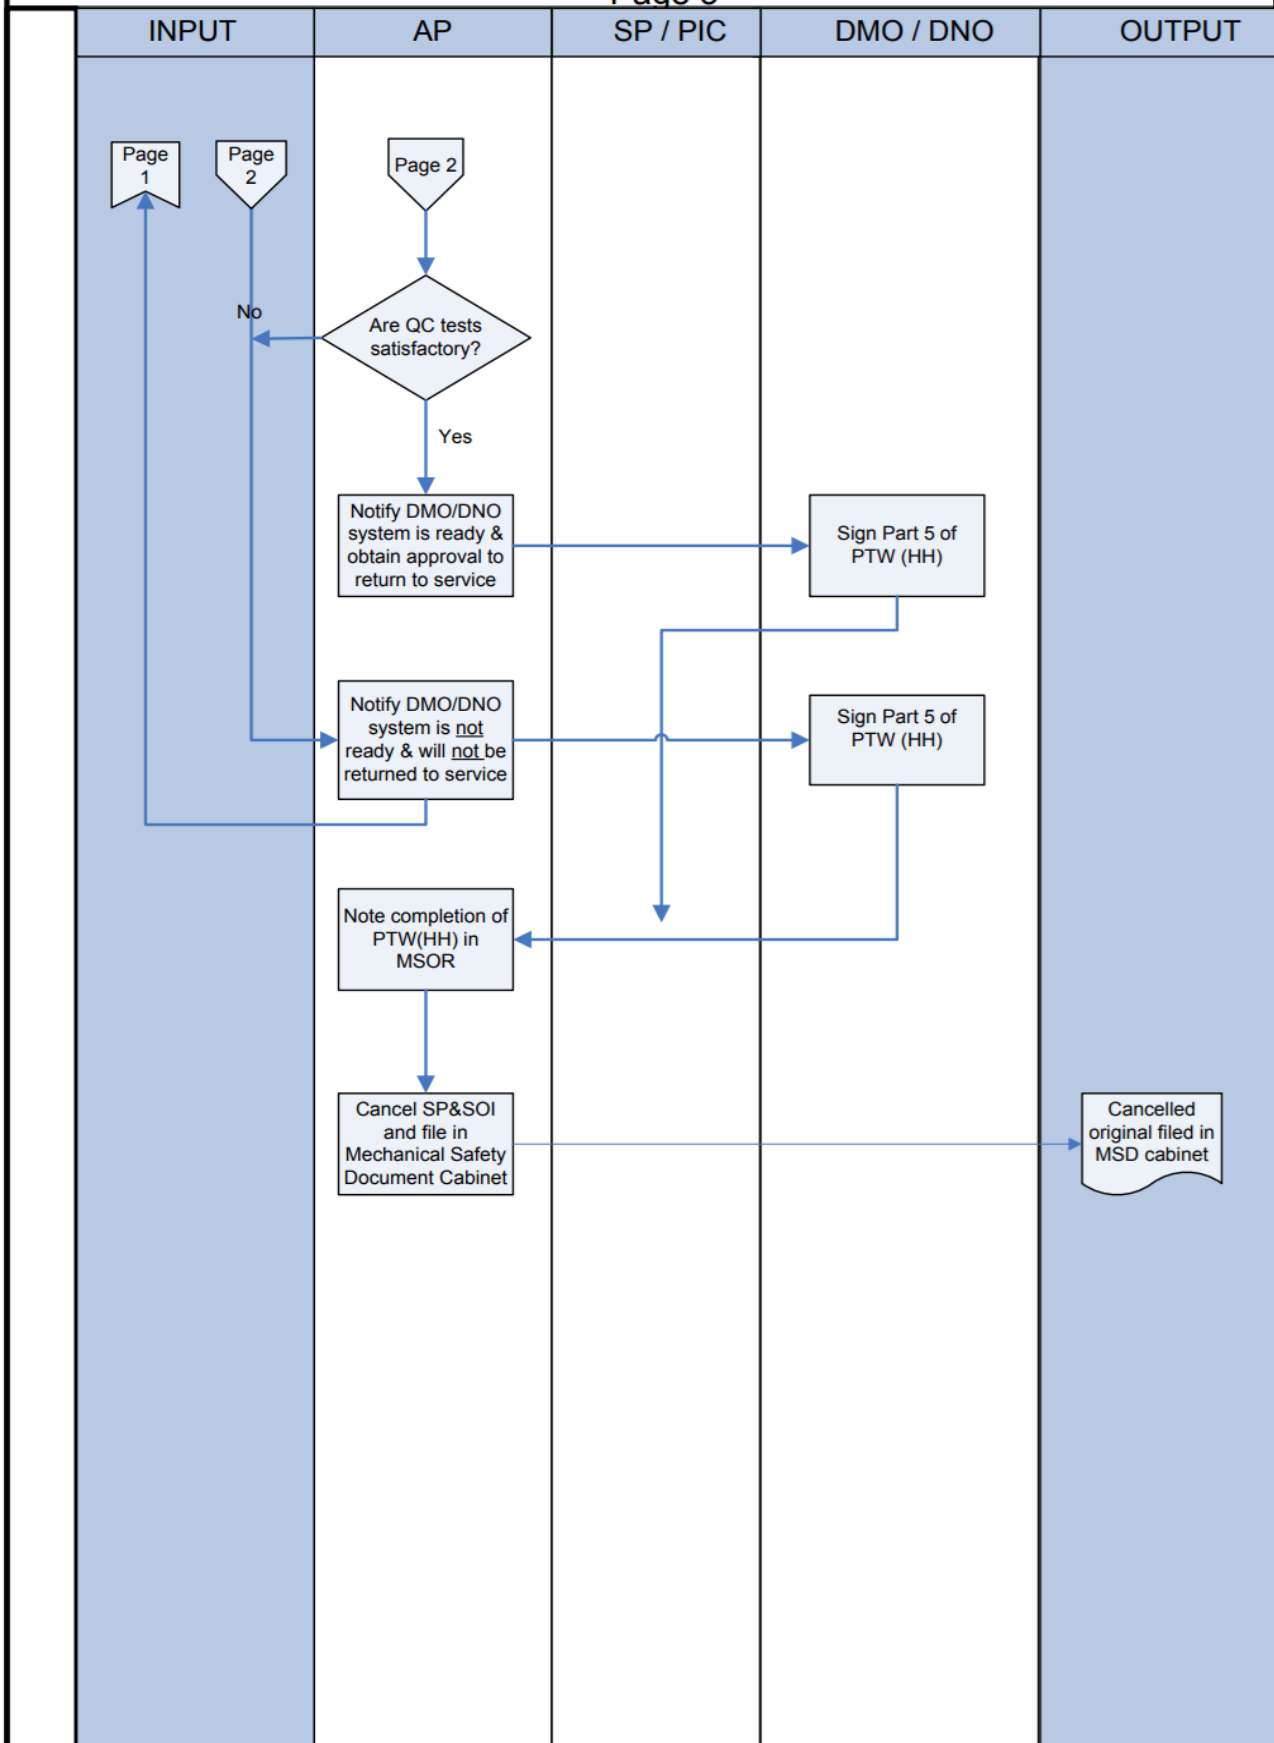 INPUT
AP
SP / PIC
DMO / DNO
OUTPUT
Page
1
Page
2
Page 2
No
Are QC tests
satisfactory?
Yes
Notify DMO/DNO
system is ready &
obtain approval to
return to service
Sign Part 5 of
PTW (HH)
Notify DMO/DNO
system is not
ready & will not be
returned to service
Sign Part 5 of
PTW (HH)
Note completion of
PTW(HH) in
MSOR
Cancel SP&SOI
and file in
Mechanical Safety
Document Cabinet
Cancelled
original filed in
MSD cabinet